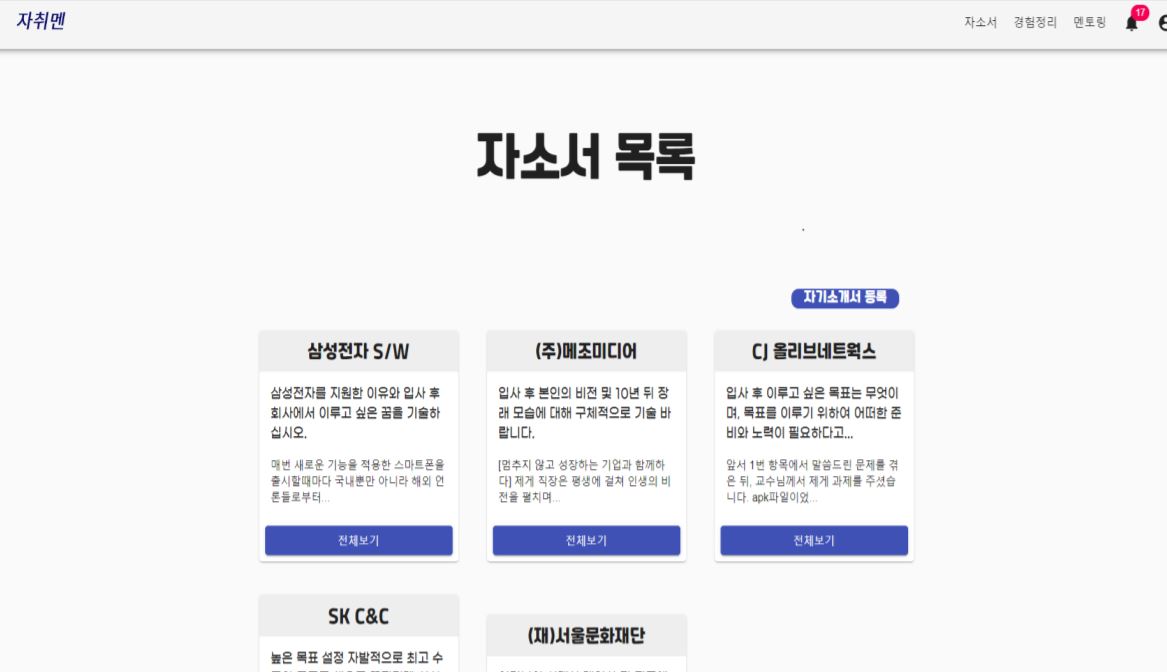 자취멘
자소서 경험정리 멘토링 17
자소서 목록
자기소개서 등록
삼성전자 S/W
삼성전자를 지원한 이유와 입사 후
회사에서 이루고 싶은 꿈을 기술하
십시오.
매번 새로운 기능을 적용한 스마트폰을
출시할때마다 국내뿐만 아니라 해외 언
론들로부터...
전체보기
(주)메조미디어
입사 후 본인의 비전 및 10년 뒤 장
래 모습에 대해 구체적으로 기술 바
랍니다.
[멈추지 않고 성장하는 기업과 함께하
다] 제게 직장은 평생에 걸쳐 인생의 비
전을 펼치며...
전체보기
CJ 올리브네트웍스
입사 후 이루고 싶은 목표는 무엇이
며, 목표를 이루기 위하여 어떠한 준
비와 노력이 필요하다고...
앞서 1번 항목에서 말씀드린 문제를 겪
은 뒤, 교수님께서 제게 과제를 주셨습
니다. apk파일이었...
전체보기
SK C&C
높은 목표 설정 자발적으로 최고 수
(재)서울문화재단